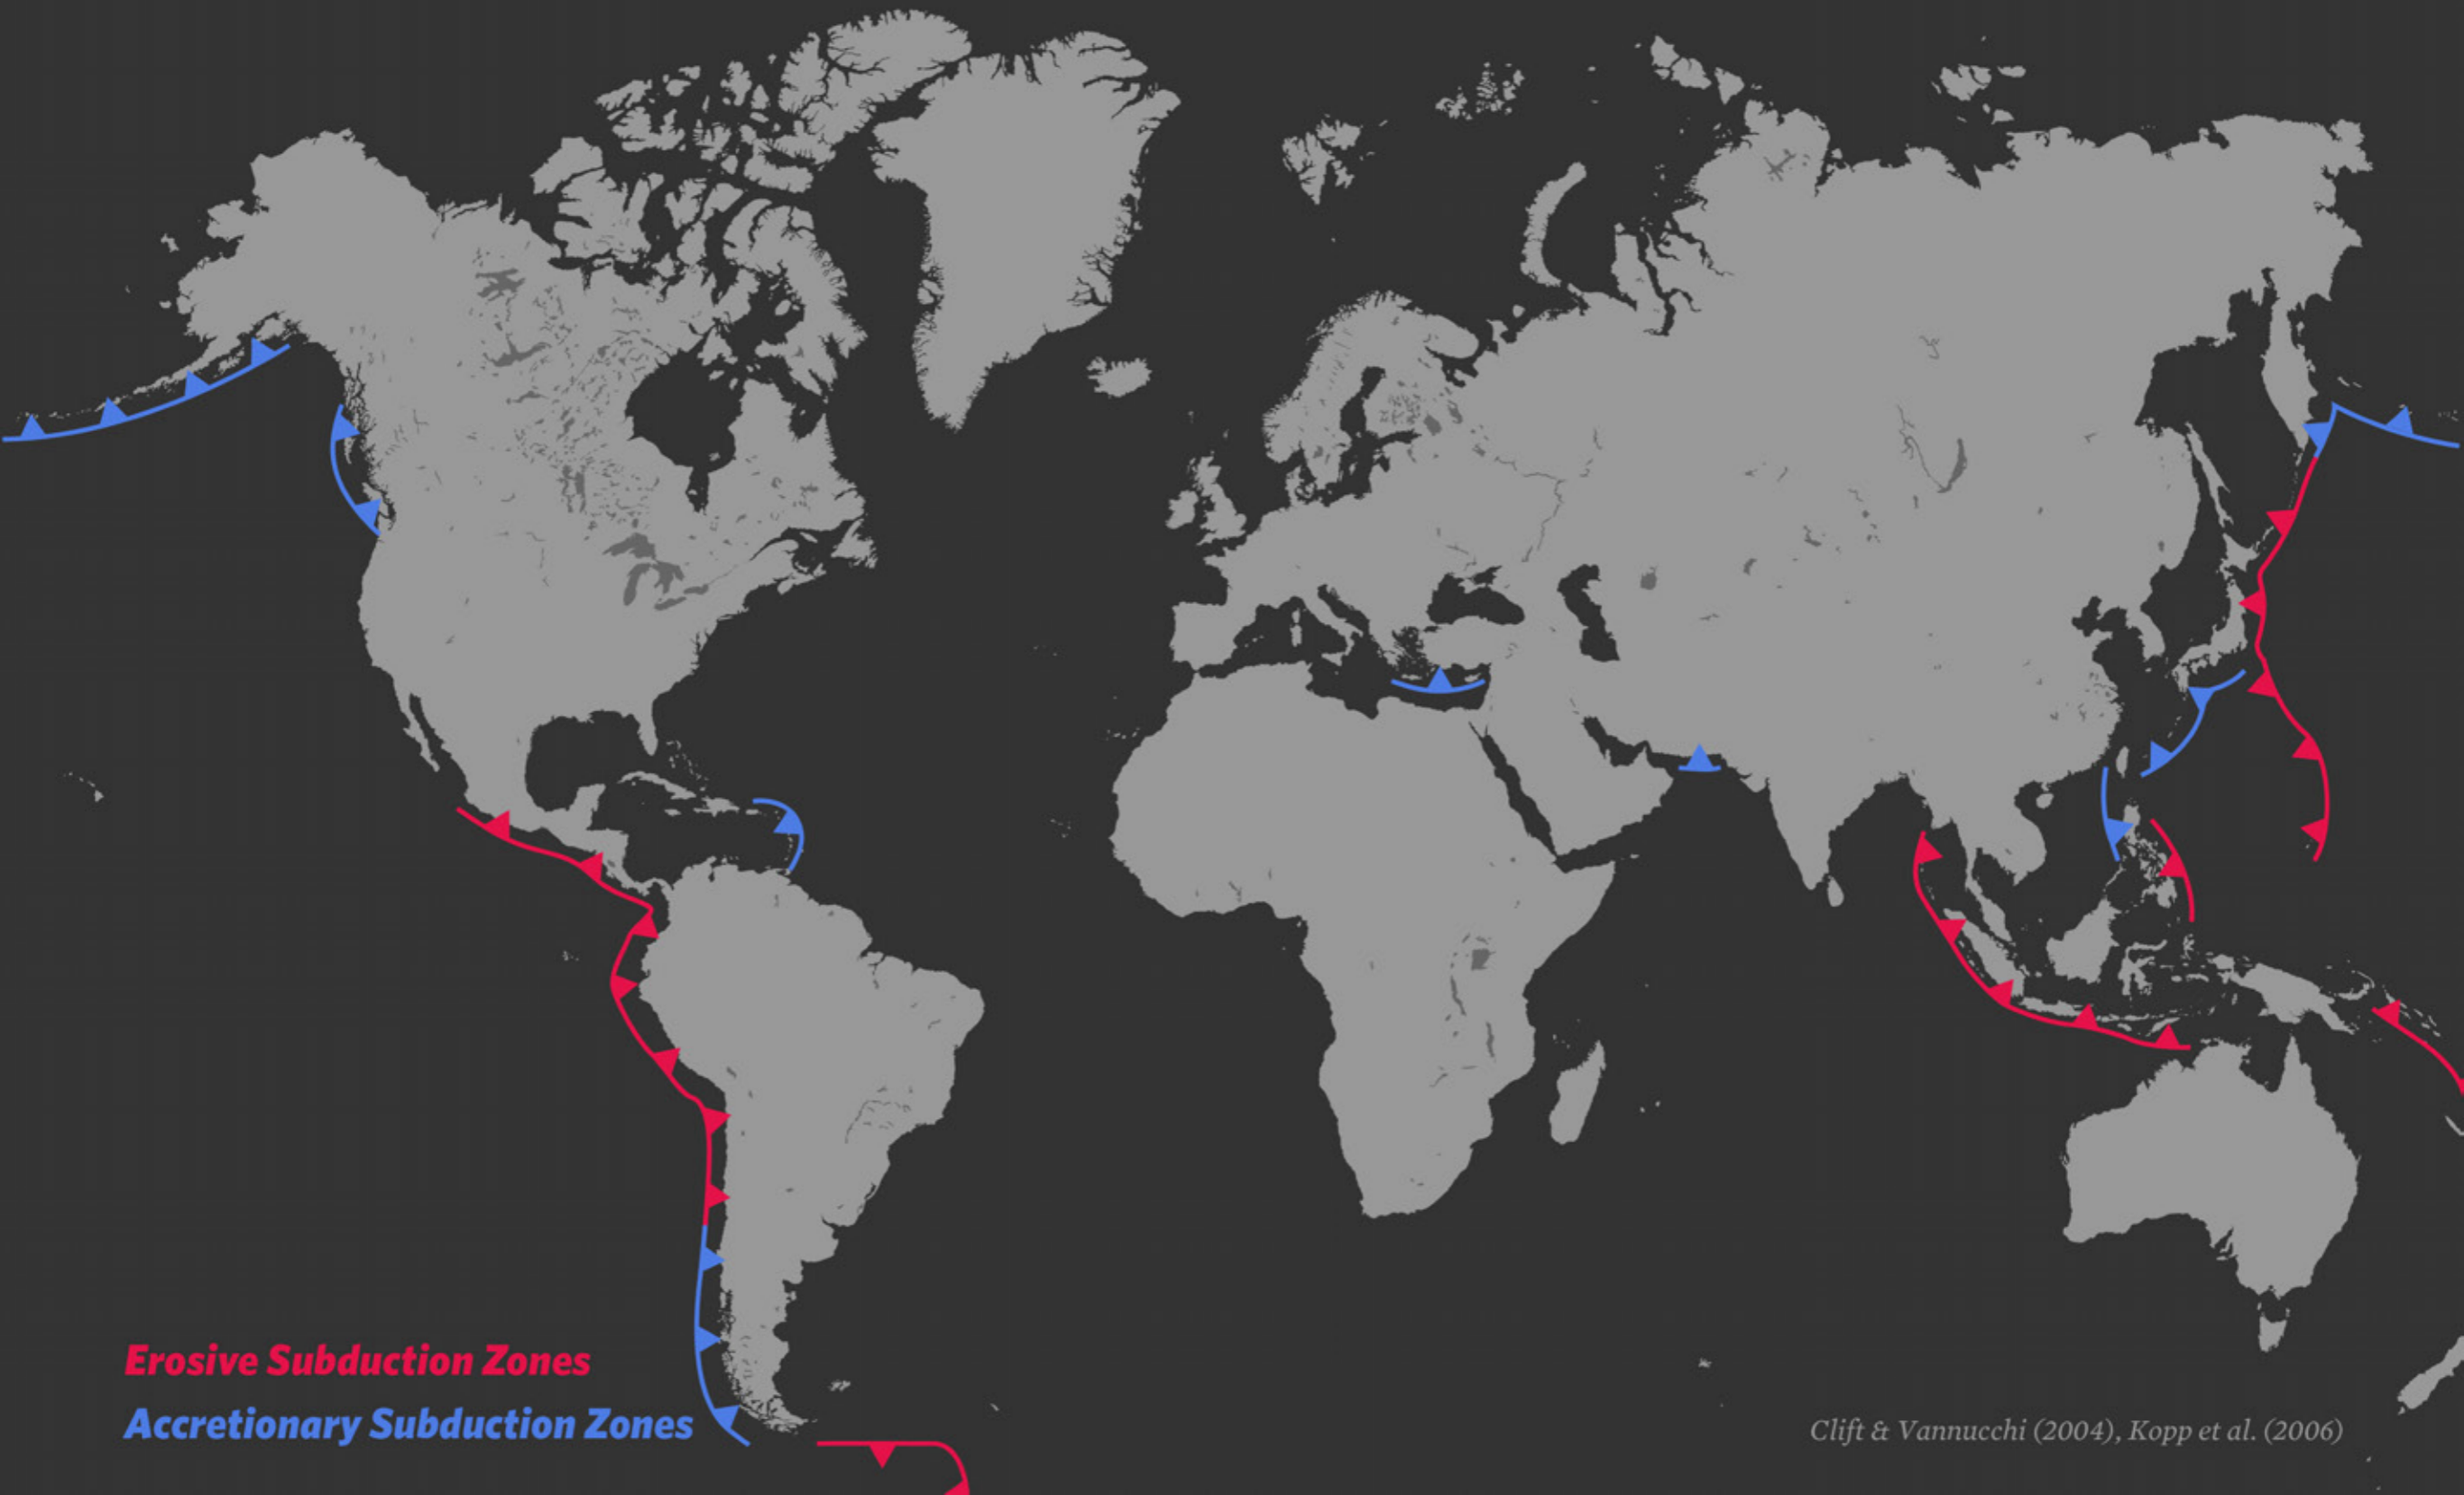 Erosive Subduction Zones
Accretionary Subduction Zones
Clift & Vannucchi (2004), Kopp et al. (2006)